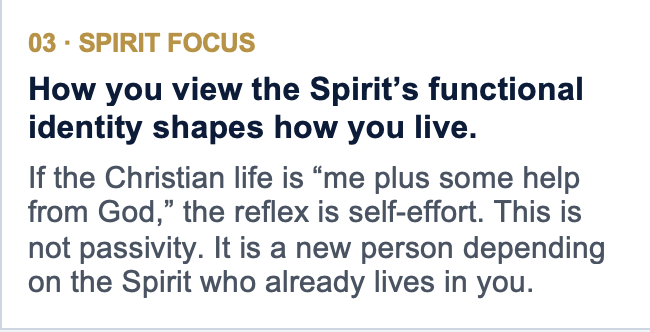 03 · SPIRIT FOCUS
How you view the Spirit’s functional
identity shapes how you live.
If the Christian life is “me plus some help
from God,” the reflex is self-effort. This is
not passivity. It is a new person depending
on the Spirit who already lives in you.